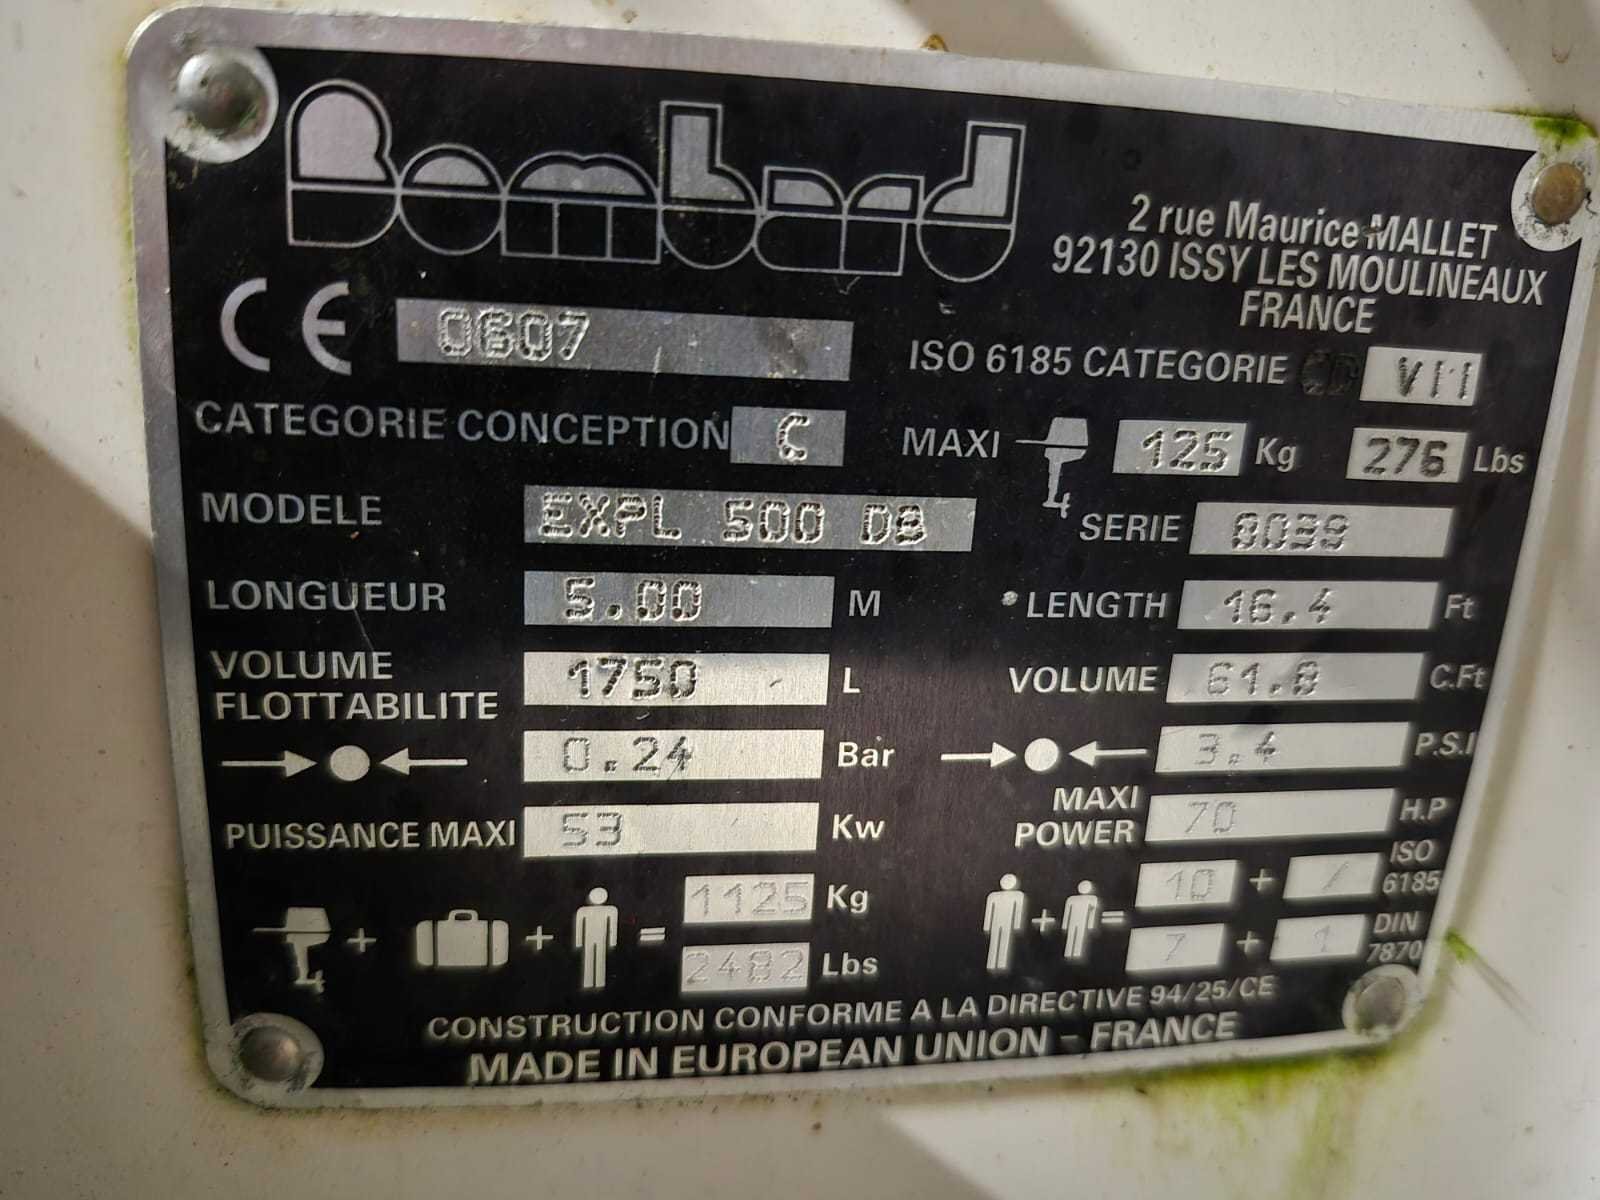 Bombard
2 rue Maurice MALLET
92130 ISSY LES MOULINEAUX
FRANCE
CE 0607
ISO 6185 CATEGORIE VII
CATEGORIE CONCEPTION C
MAXI 125 Kg 276 Lbs
MODELE EXPL 500 DB
SERIE
LONGUEUR 5.00 M
LENGTH 16.4 Ft
VOLUME
FLOTTABILITE 1750 L
VOLUME 61.8 C.Ft
0.24 Bar
3.4 P.S.I
PUISSANCE MAXI 53 Kw
MAXI
POWER 70 H.P
+ + = 1125 Kg
2482 Lbs
+ = 10 + / ISO
6185
7 + 1 DIN
7870
CONSTRUCTION CONFORME A LA DIRECTIVE 94/25/CE
MADE IN EUROPEAN UNION - FRANCE